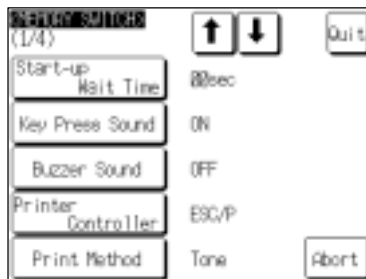 <MEMORY SWITCH>
(1/4)
Quit
Start-up
Wait Time
00sec
Key Press Sound
ON
Buzzer Sound
OFF
Printer
Controller
ESC/P
Print Method
Tone
Abort